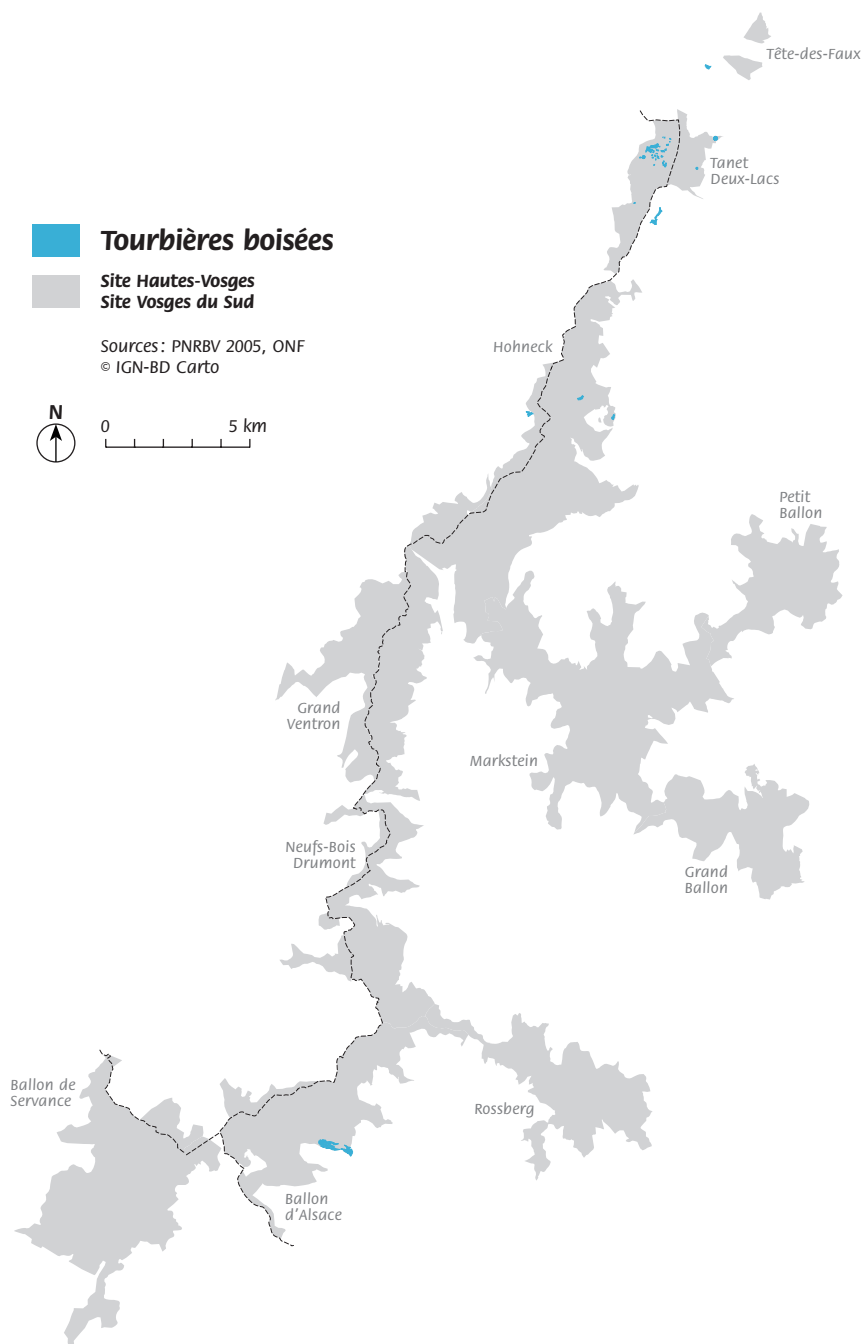 Tête-des-Faux
Tanet
Deux-Lacs
Tourbières boisées
Site Hautes-Vosges
Site Vosges du Sud
Sources : PNRBV 2005, ONF
© IGN-BD Carto
Hohneck
N
0 5 km
Petit
Ballon
Grand
Ventron
Markstein
Neufs-Bois
Drumont
Grand
Ballon
Ballon de
Servance
Rossberg
Ballon
d'Alsace